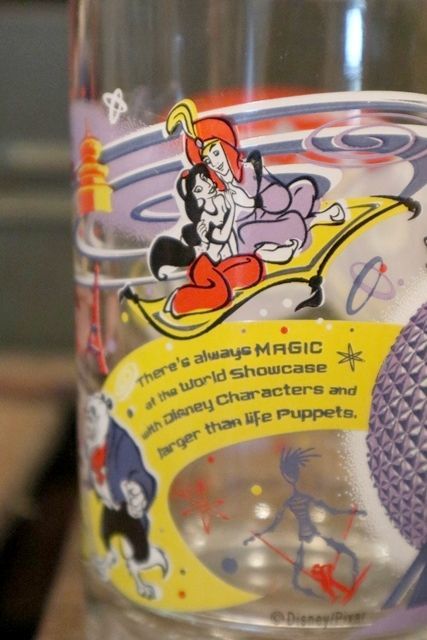 There's always MAGIC
at the World Showcase
with Disney Characters and
larger than life Puppets.
© Disney/Pixar